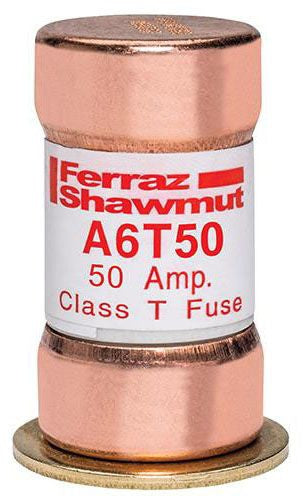 Ferraz
Shawmut
A6T50
50 Amp.
Class T Fuse